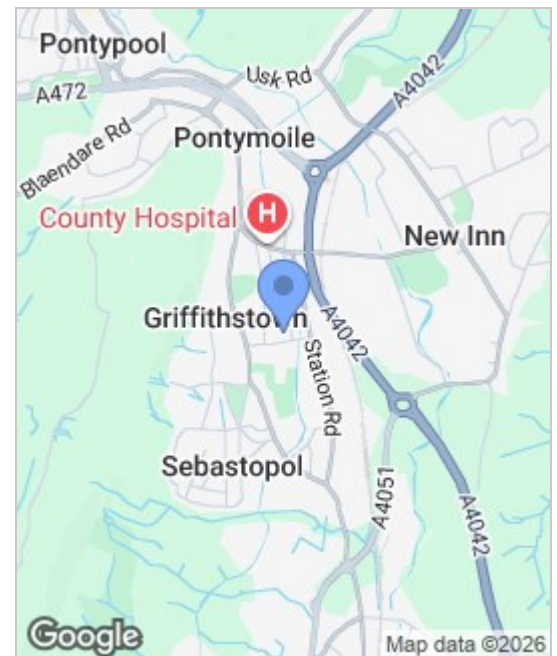 Pontypool
Usk Rd
A4042
A472
Blaendare Rd
Pontymoile
County Hospital
H
New Inn
Griffithstown
A4042
Station Rd
Sebastopol
A4051
A4042
Google
Map data ©2026